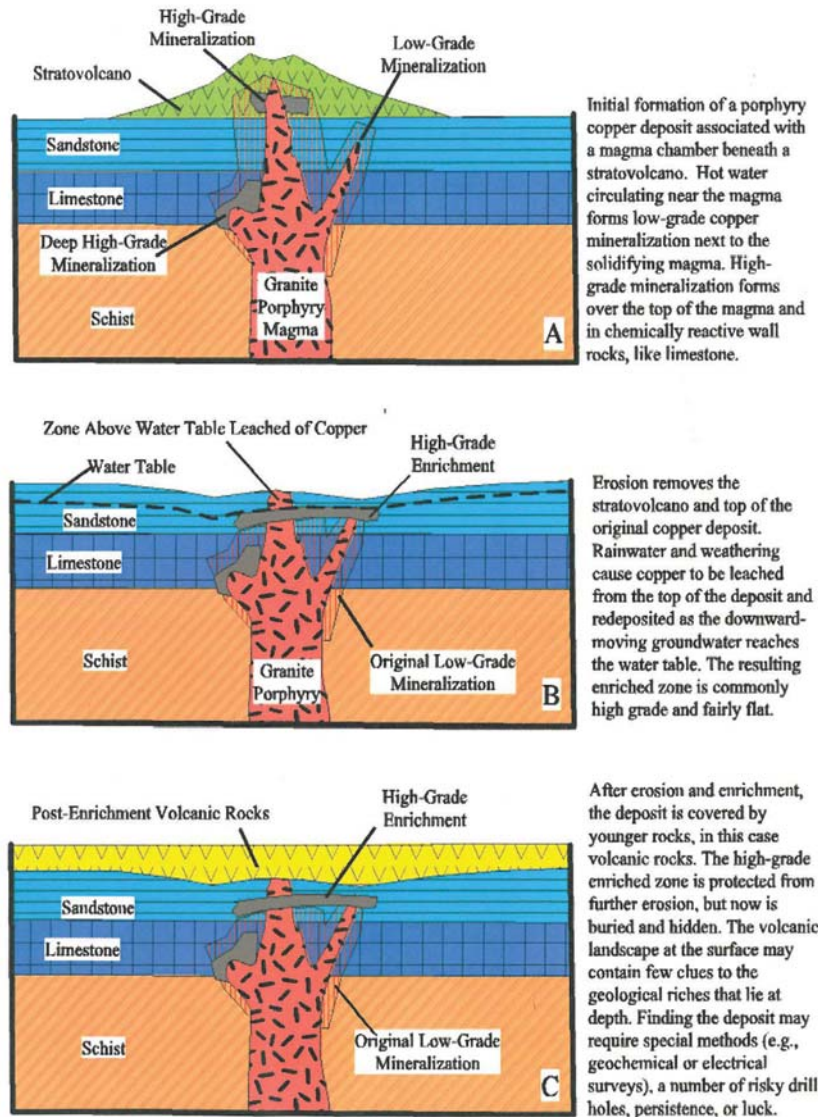 High-Grade
Mineralization
Low-Grade
Mineralization
Stratovolcano
Sandstone
Limestone
Deep High-Grade
Mineralization
Granite
Porphyry
Magma
Schist
A
Initial formation of a porphyry
copper deposit associated with
a magma chamber beneath a
stratovolcano. Hot water
circulating near the magma
forms low-grade copper
mineralization next to the
solidifying magma. High-
grade mineralization forms
over the top of the magma and
in chemically reactive wall
rocks, like limestone.
Zone Above Water Table Leached of Copper
High-Grade
Enrichment
Water Table
Sandstone
Limestone
Schist
Granite
Porphyry
Original Low-Grade
Mineralization
B
Erosion removes the
stratovolcano and top of the
original copper deposit.
Rainwater and weathering
cause copper to be leached
from the top of the deposit and
redeposited as the downward-
moving groundwater reaches
the water table. The resulting
enriched zone is commonly
high grade and fairly flat.
Post-Enrichment Volcanic Rocks
High-Grade
Enrichment
Sandstone
Limestone
Schist
Original Low-Grade
Mineralization
C
After erosion and enrichment,
the deposit is covered by
younger rocks, in this case
volcanic rocks. The high-grade
enriched zone is protected from
further erosion, but now is
buried and hidden. The volcanic
landscape at the surface may
contain few clues to the
geological riches that lie at
depth. Finding the deposit may
require special methods (e.g.,
geochemical or electrical
surveys), a number of risky drill
holes, persistence, or luck.